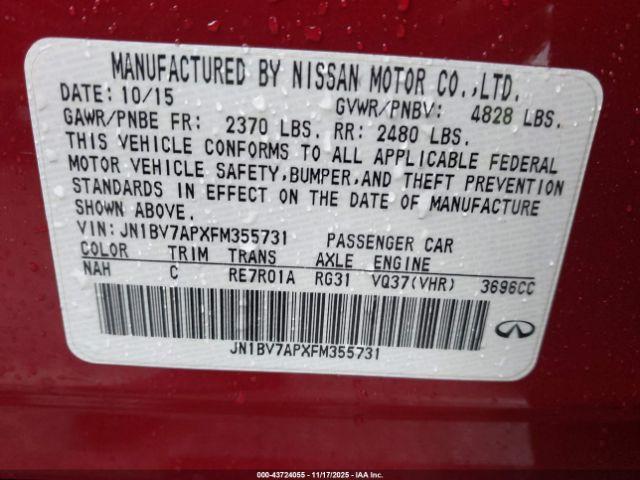 MANUFACTURED BY NISSAN MOTOR CO.,LTD.
DATE: 10/15 GVWR/PNBV: 4828 LBS.
GAWR/PNBE FR: 2370 LBS. RR: 2480 LBS.
THIS VEHICLE CONFORMS TO ALL APPLICABLE FEDERAL
MOTOR VEHICLE SAFETY,BUMPER,AND THEFT PREVENTION
STANDARDS IN EFFECT ON THE DATE OF MANUFACTURE
SHOWN ABOVE.
VIN: JN1BV7APXFM355731 PASSENGER CAR
COLOR TRIM TRANS AXLE ENGINE
NAH C RE7R01A RG31 VQ37(VHR) 3696CC
JN1BV7APXFM355731
000-43724055 - 11/17/2025 - IAAI, Inc.